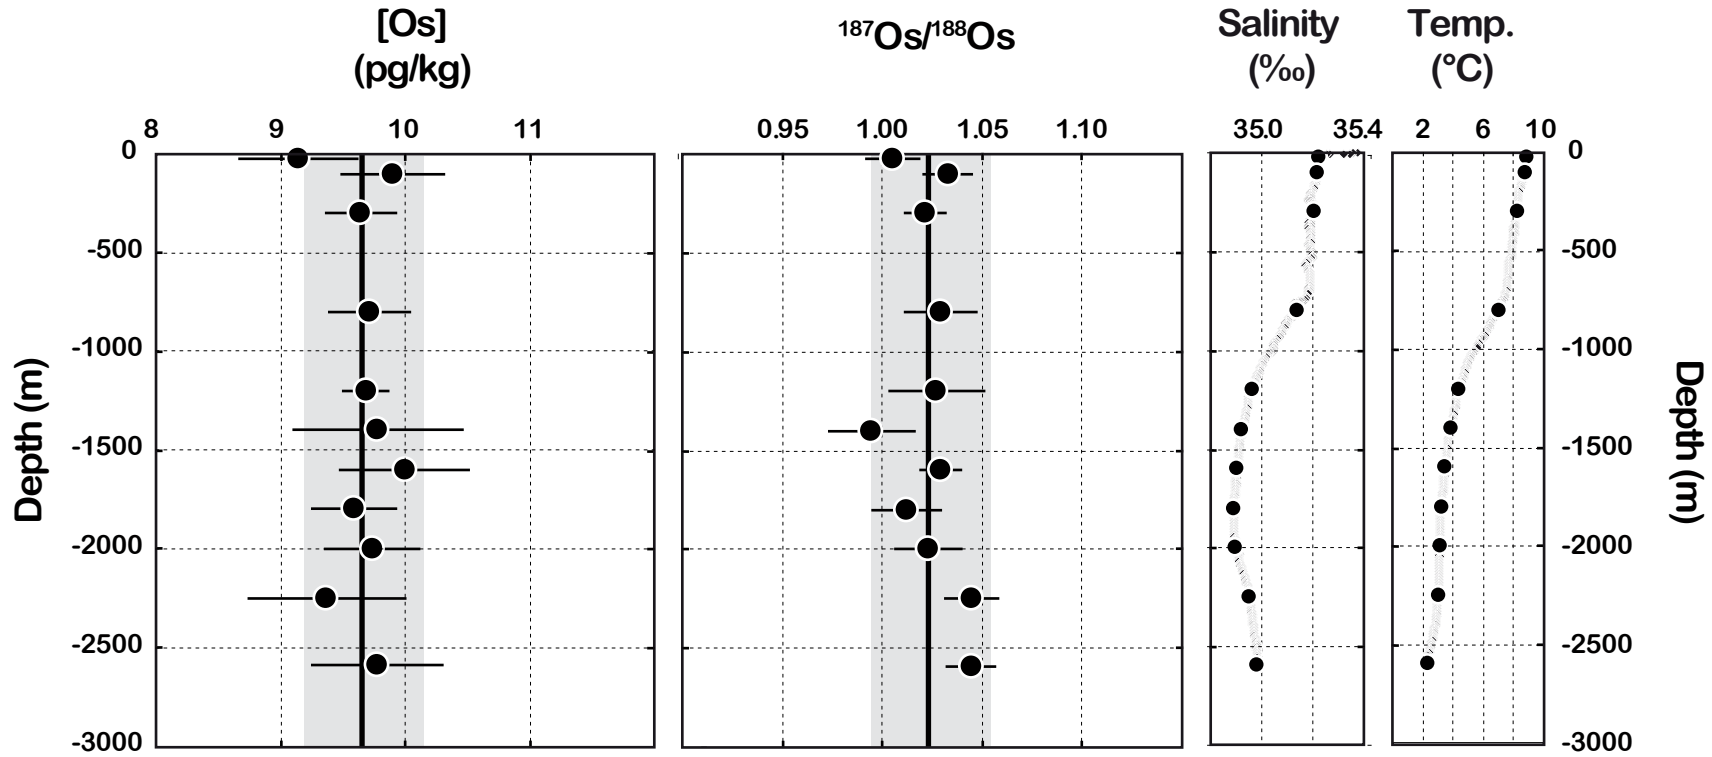 [Os]
(pg/kg)
8 9 10 11
¹⁸⁷Os/¹⁸⁸Os
0.95 1.00 1.05 1.10
Salinity
(‰)
35.0 35.4
Temp.
(°C)
2 6 10
Depth (m)
0
-500
-1000
-1500
-2000
-2500
-3000
0
-500
-1000
-1500
-2000
-2500
-3000
Depth (m)